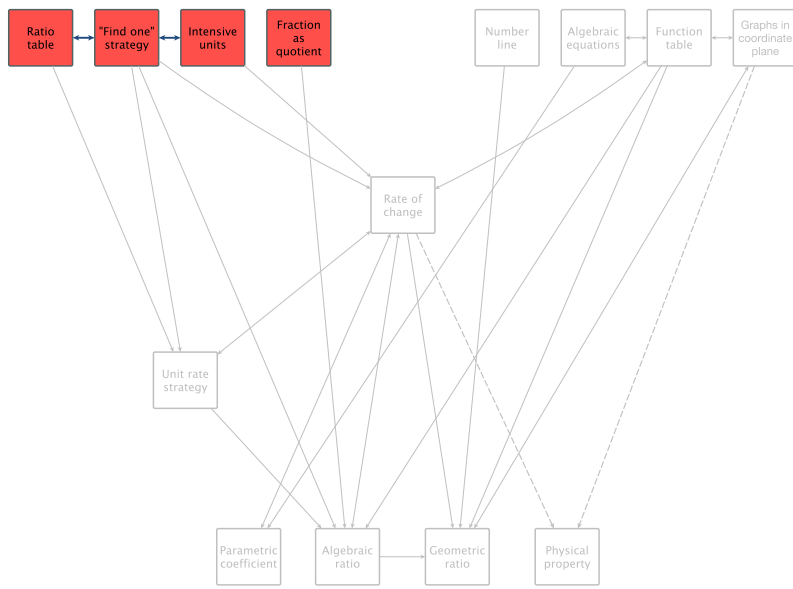 Ratio
table
"Find one"
strategy
Intensive
units
Fraction
as
quotient
Number
line
Algebraic
equations
Function
table
Graphs in
coordinate
plane
Rate of
change
Unit rate
strategy
Parametric
coefficient
Algebraic
ratio
Geometric
ratio
Physical
property